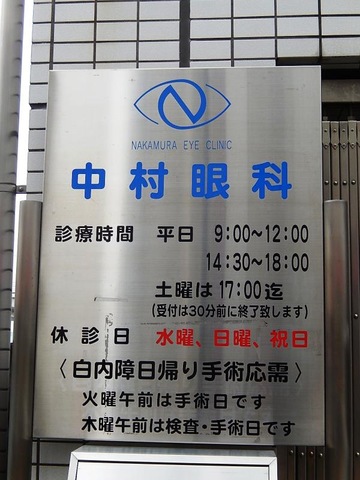 NAKAMURA EYE CLINIC
中村眼科
診療時間 平日 9:00〜12:00
14:30〜18:00
土曜は17:00迄
(受付は30分前に終了致します)
休診日 水曜、日曜、祝日
〈白内障日帰り手術応需〉
火曜午前は手術日です
木曜午前は検査・手術日です